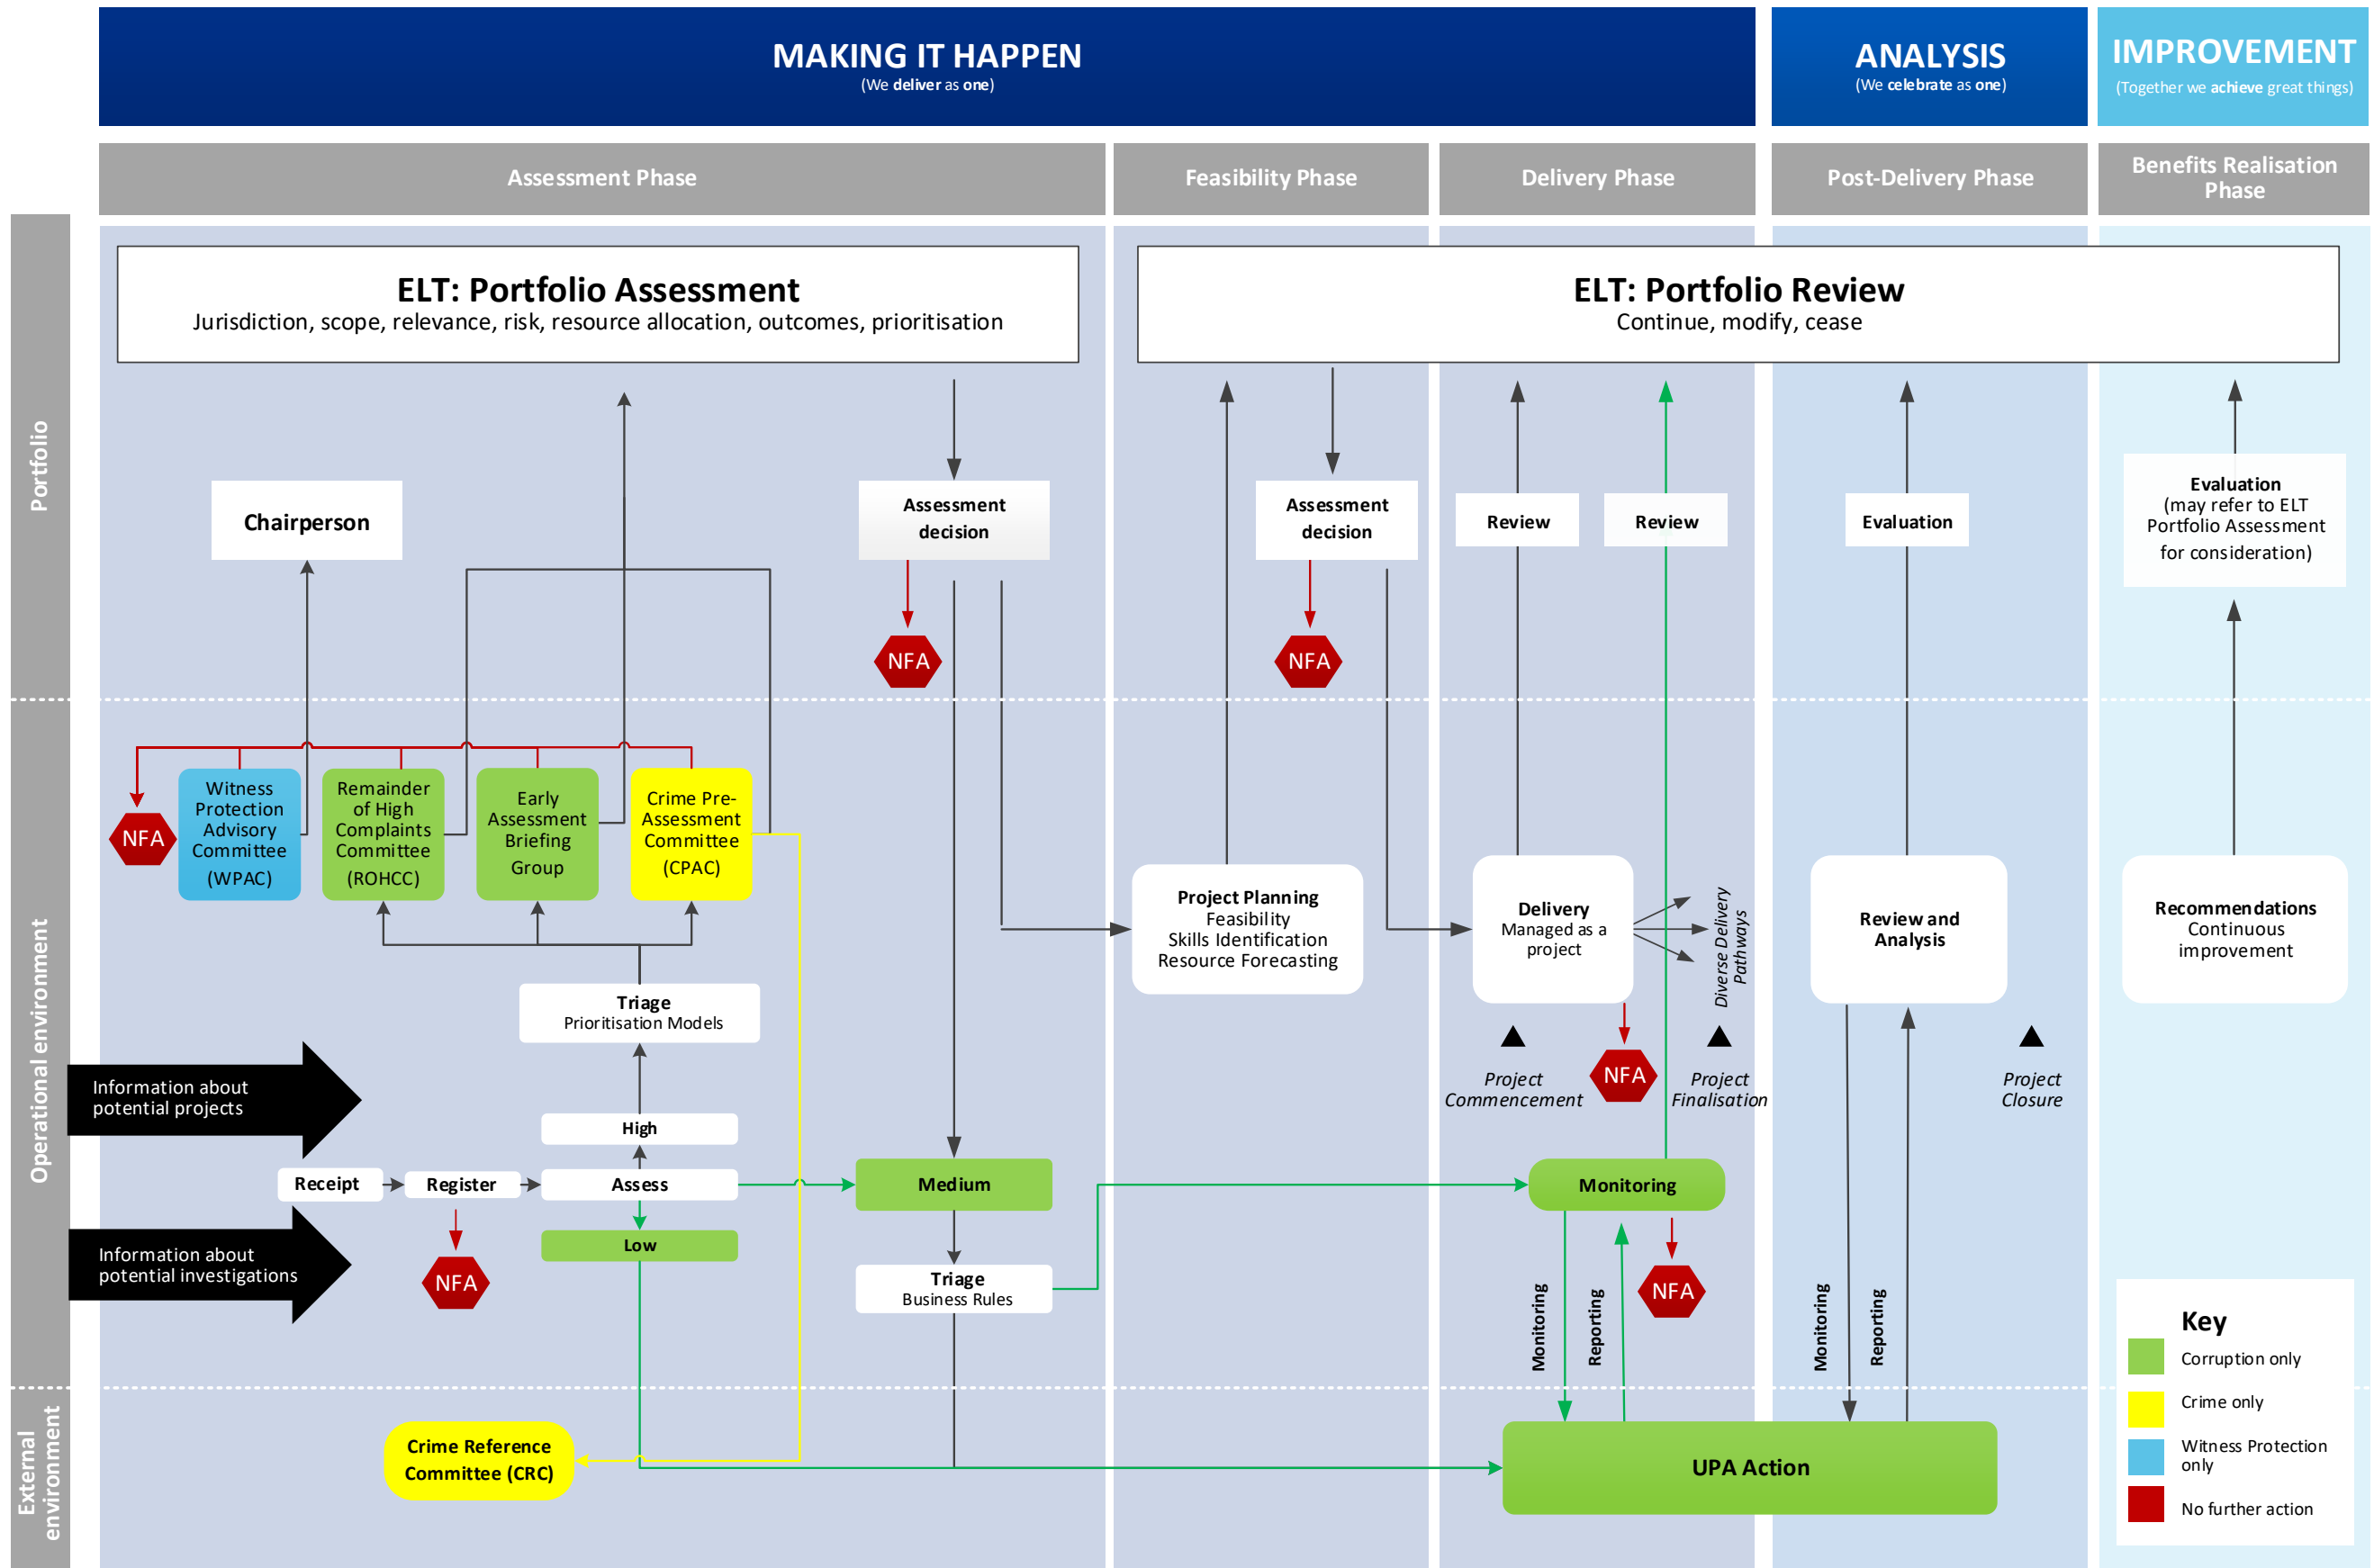 MAKING IT HAPPEN
(We deliver as one)
ANALYSIS
(We celebrate as one)
IMPROVEMENT
(Together we achieve great things)
Assessment Phase
Feasibility Phase
Delivery Phase
Post-Delivery Phase
Benefits Realisation
Phase
Portfolio
ELT: Portfolio Assessment
Jurisdiction, scope, relevance, risk, resource allocation, outcomes, prioritisation
ELT: Portfolio Review
Continue, modify, cease
Chairperson
Assessment
decision
NFA
Assessment
decision
NFA
Review
Review
Evaluation
Evaluation
(may refer to ELT
Portfolio Assessment
for consideration)
Operational environment
NFA
Witness
Protection
Advisory
Committee
(WPAC)
Remainder
of High
Complaints
Committee
(ROHCC)
Early
Assessment
Briefing
Group
Crime Pre-
Assessment
Committee
(CPAC)
Project Planning
Feasibility
Skills Identification
Resource Forecasting
Delivery
Managed as a
project
Diverse Delivery
Pathways
Review and
Analysis
Recommendations
Continuous
improvement
Triage
Prioritisation Models
Information about
potential projects
High
Project
Commencement
NFA
Project
Finalisation
Project
Closure
Receipt
Register
Assess
Medium
Monitoring
Low
Information about
potential investigations
NFA
Triage
Business Rules
NFA
Monitoring
Reporting
Monitoring
Reporting
External
environment
Crime Reference
Committee (CRC)
UPA Action
Key
Corruption only
Crime only
Witness Protection
only
No further action